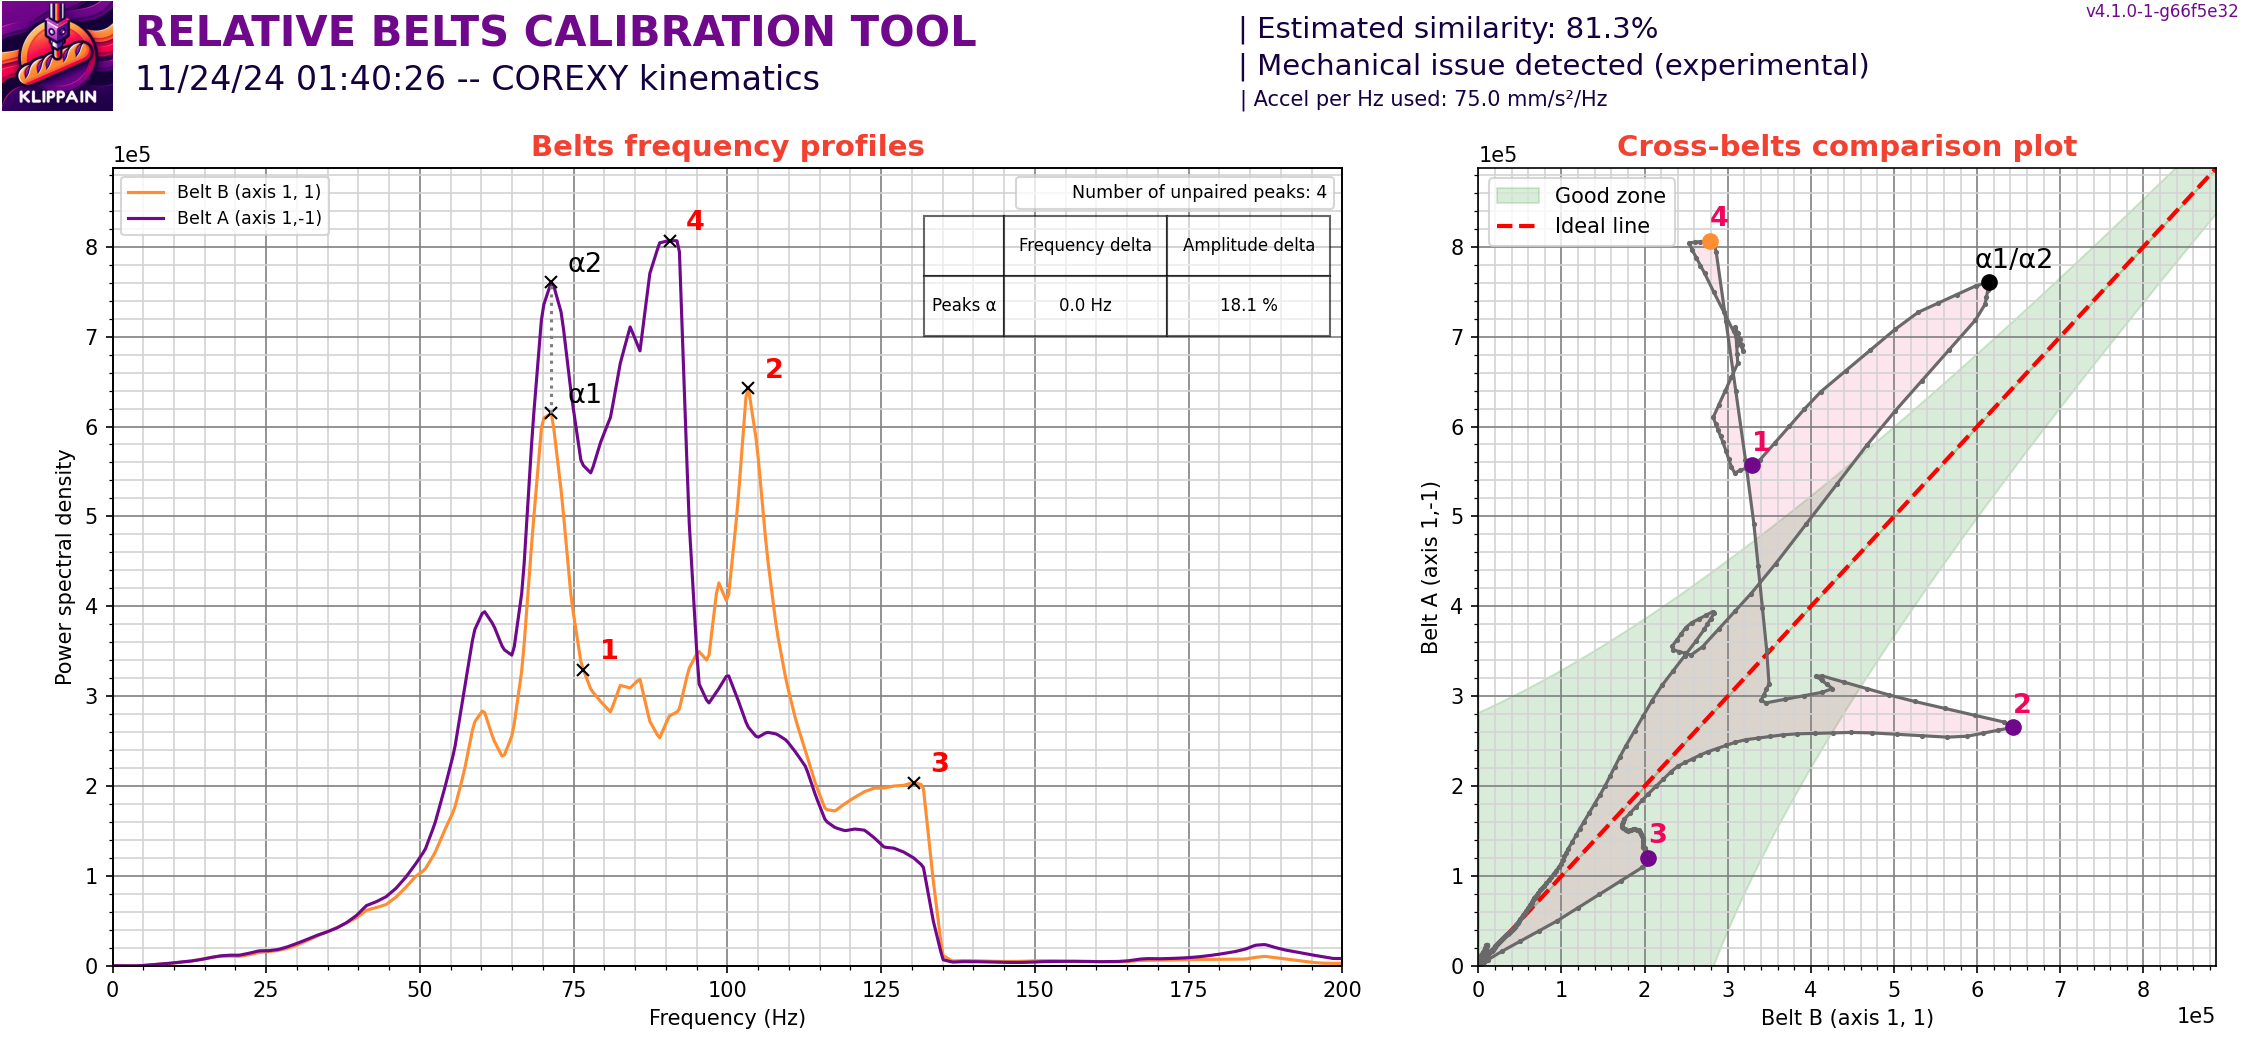 KLIPPAIN
RELATIVE BELTS CALIBRATION TOOL
11/24/24 01:40:26 -- COREXY kinematics
| Estimated similarity: 81.3%
| Mechanical issue detected (experimental)
| Accel per Hz used: 75.0 mm/s²/Hz
v4.1.0-1-g66f5e32
Belts frequency profiles
1e5
Belt B (axis 1, 1)
Belt A (axis 1,-1)
Number of unpaired peaks: 4
Frequency delta Amplitude delta
Peaks α 0.0 Hz 18.1 %
4
α2
α1
2
1
3
Power spectral density
8
7
6
5
4
3
2
1
0
0 25 50 75 100 125 150 175 200
Frequency (Hz)
Cross-belts comparison plot
1e5
Good zone
Ideal line
4
α1/α2
1
2
3
Belt A (axis 1,-1)
8
7
6
5
4
3
2
1
0
0 1 2 3 4 5 6 7 8
1e5
Belt B (axis 1, 1)